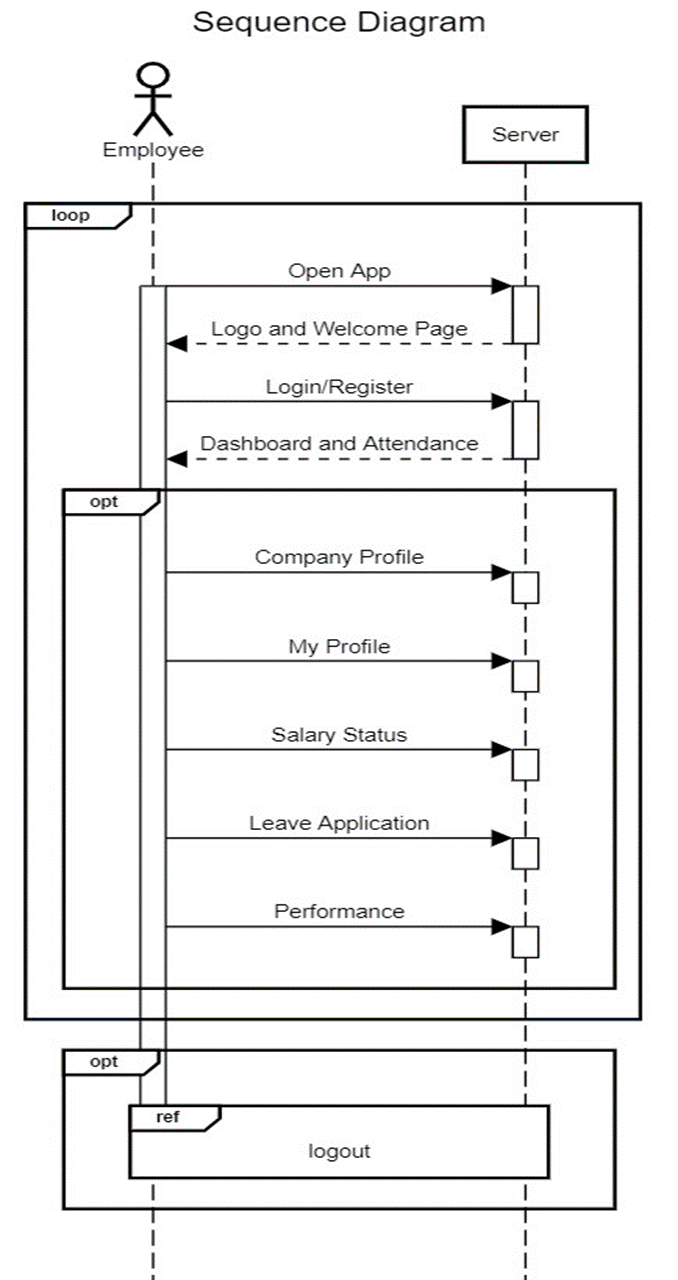 Sequence Diagram
Employee
Server
loop
Open App
Logo and Welcome Page
Login/Register
Dashboard and Attendance
opt
Company Profile
My Profile
Salary Status
Leave Application
Performance
opt
ref
logout